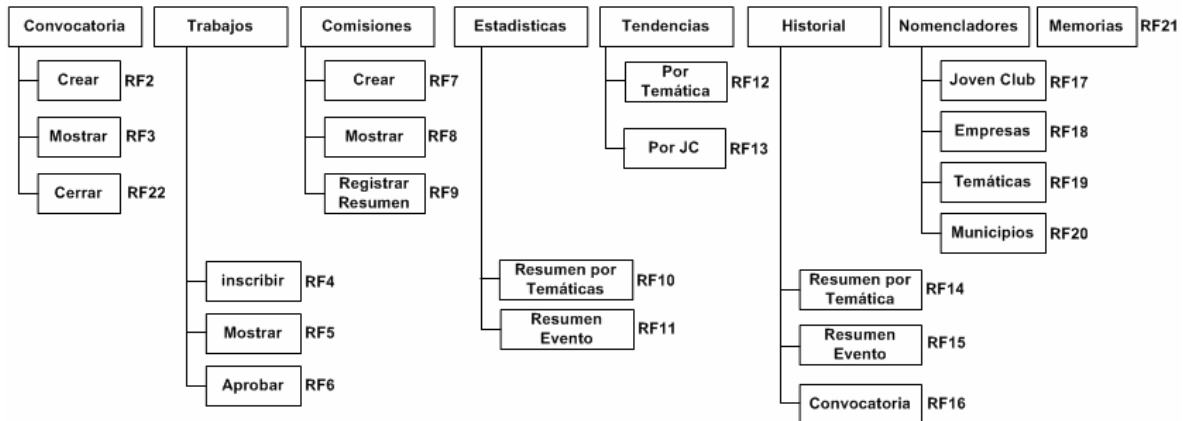 Convocatoria
Trabajos
Comisiones
Estadisticas
Tendencias
Historial
Nomencladores
Memorias
RF21
Crear
RF2
Mostrar
RF3
Cerrar
RF22
inscribir
RF4
Mostrar
RF5
Aprobar
RF6
Crear
RF7
Mostrar
RF8
Registrar
Resumen
RF9
Resumen por
Temáticas
RF10
Resumen
Evento
RF11
Por
Temática
RF12
Por JC
RF13
Resumen por
Temática
RF14
Resumen
Evento
RF15
Convocatoria
RF16
Joven Club
RF17
Empresas
RF18
Temáticas
RF19
Municipios
RF20